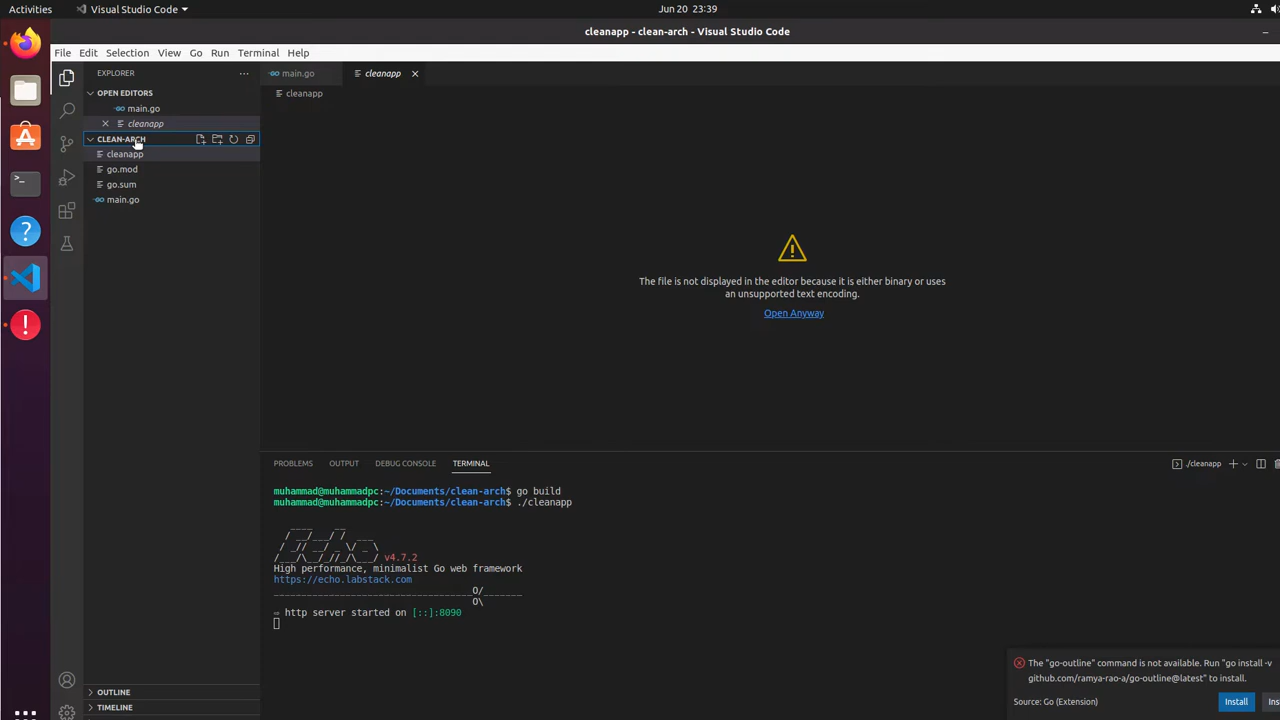 Activities
Visual Studio Code
Jun 20 23:39
cleanapp - clean-arch - Visual Studio Code
File Edit Selection View Go Run Terminal Help
EXPLORER
main.go
cleanapp
OPEN EDITORS
cleanapp
main.go
cleanapp
CLEAN-ARCH
cleanapp
go.mod
go.sum
main.go
The file is not displayed in the editor because it is either binary or uses
an unsupported text encoding.
Open Anyway
PROBLEMS OUTPUT DEBUG CONSOLE TERMINAL
./cleanapp
muhammad@muhammadpc:~/Documents/clean-arch$ go build
muhammad@muhammadpc:~/Documents/clean-arch$ ./cleanapp
v4.7.2
High performance, minimalist Go web framework
https://echo.labstack.com
____________________________________O/_______
O\
⇨ http server started on [::]:8090
OUTLINE
TIMELINE
The "go-outline" command is not available. Run "go install -v
github.com/ramya-rao-a/go-outline@latest" to install.
Source: Go (Extension)
Install
Ins